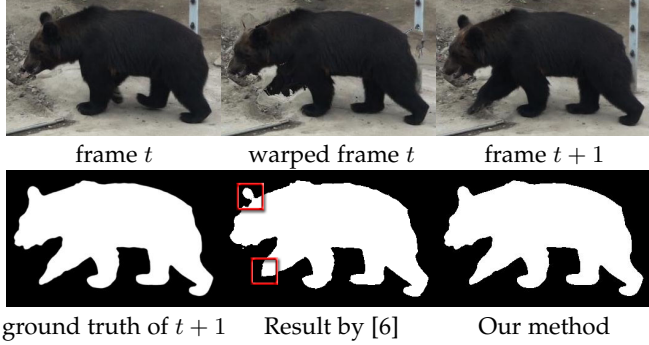 frame t warped frame t frame t + 1
ground truth of t + 1 Result by [6] Our method